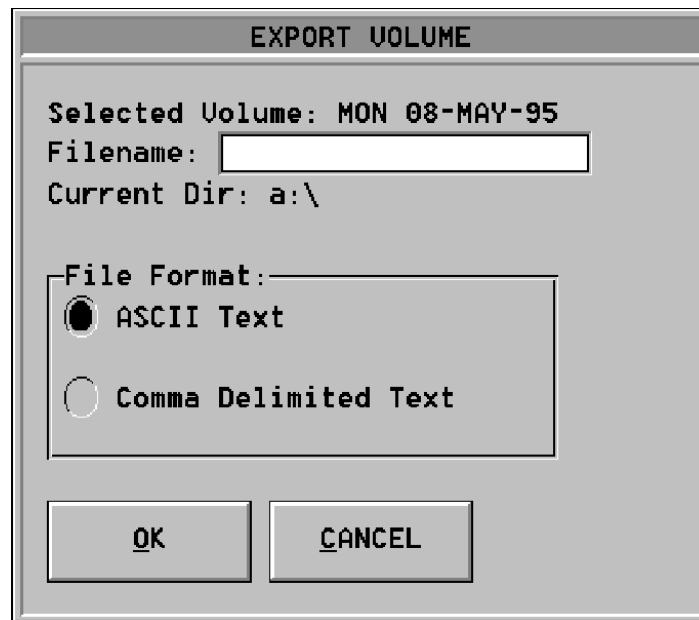 EXPORT VOLUME
Selected Volume: MON 08-MAY-95
Filename:
Current Dir: a:\
File Format:
ASCII Text
Comma Delimited Text
OK
CANCEL